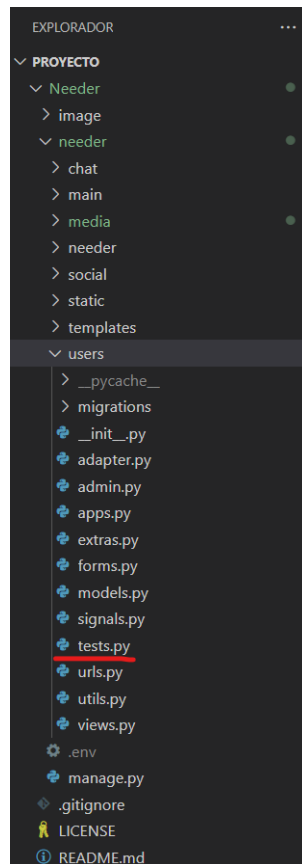 EXPLORADOR ...
PROYECTO
Needer
image
needer
chat
main
media
needer
social
static
templates
users
__pycache__
migrations
__init__.py
adapter.py
admin.py
apps.py
extras.py
forms.py
models.py
signals.py
tests.py
urls.py
utils.py
views.py
.env
manage.py
.gitignore
LICENSE
README.md